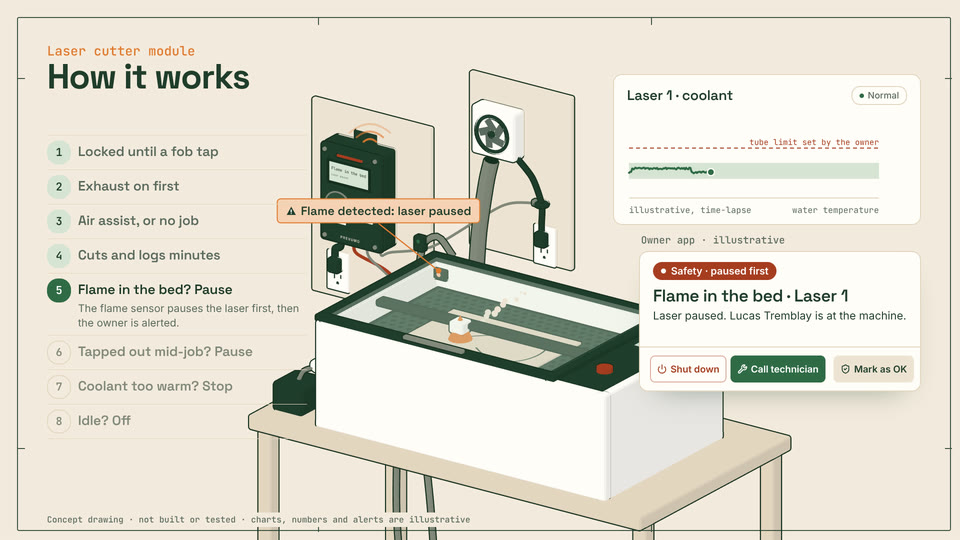 Laser cutter module
How it works
1 Locked until a fob tap
2 Exhaust on first
3 Air assist, or no job
4 Cuts and logs minutes
5 Flame in the bed? Pause
The flame sensor pauses the laser first, then
the owner is alerted.
6 Tapped out mid-job? Pause
7 Coolant too warm? Stop
8 Idle? Off
Flame in the bed
⚠ Flame detected: laser paused
PREVUMO
Laser 1 · coolant
Normal
tube limit set by the owner
illustrative, time-lapse
water temperature
Owner app · illustrative
Safety · paused first
Flame in the bed · Laser 1
Laser paused. Lucas Tremblay is at the machine.
Shut down
Call technician
Mark as OK
Concept drawing · not built or tested · charts, numbers and alerts are illustrative